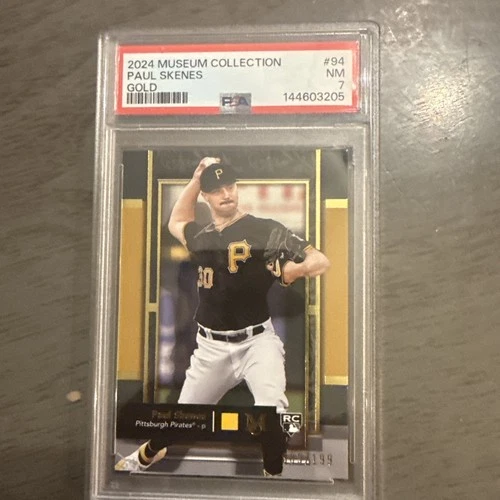 2024 MUSEUM COLLECTION #94
PAUL SKENES NM
GOLD 7
PSA 144603205
P
P
30
Paul Skenes
Pittsburgh Pirates® - p
M
RC